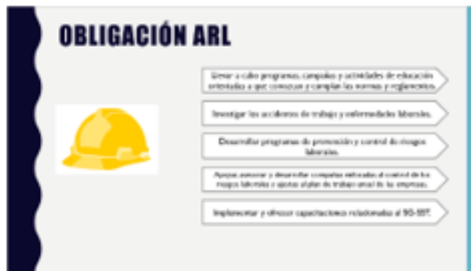 OBLIGACIÓN ARL
Llevar a cabo programas, campañas y actividades de educación
orientadas a que conozcan y cumplan las normas y reglamentos.
Investigar los accidentes de trabajo y enfermedades laborales.
Desarrollar programas de prevención y control de riesgos
laborales.
Apoyar, asesorar y desarrollar campañas enfocadas al control de los
riesgos laborales y ajustes al plan de trabajo anual de las empresas.
Implementar y ofrecer capacitaciones relacionadas al SG-SST.